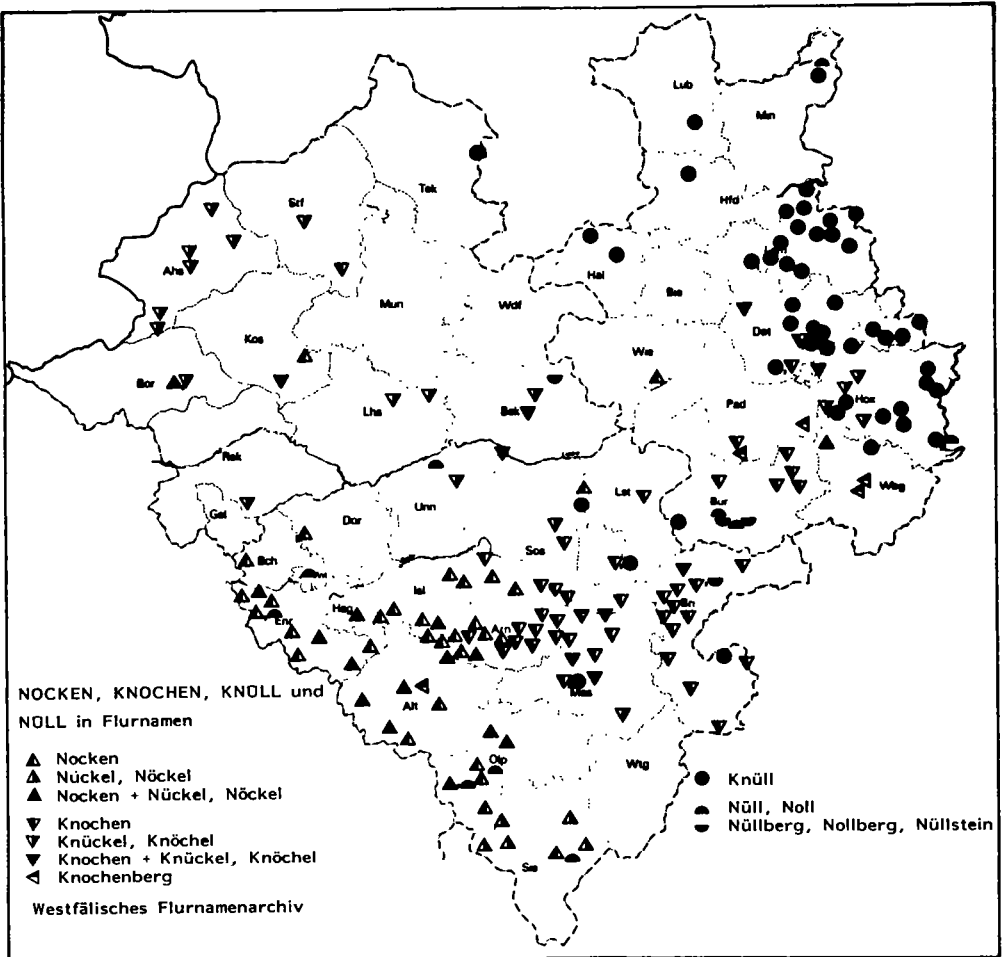 Lub
Min
Tek
Stf
Hfd
Ahs
Hal
Bie
Mun
Wdf
Kos
Det
Wie
Bor
Hox
Lhs
Bek
Pad
Rek
Wbg
Gel
Dor
Unn
Lst
Bur
Bch
Sos
Isl
Hag
Enr
Arn
Bri
Mes
Alt
Olp
Wtg
Sie
NOCKEN, KNOCHEN, KNÜLL und
NÜLL in Flurnamen
Nocken
Nückel, Nöckel
Nocken + Nückel, Nöckel
Knochen
Knückel, Knöchel
Knochen + Knückel, Knöchel
Knochenberg
Westfälisches Flurnamenarchiv
Knüll
Nüll, Noll
Nüllberg, Nollberg, Nüllstein